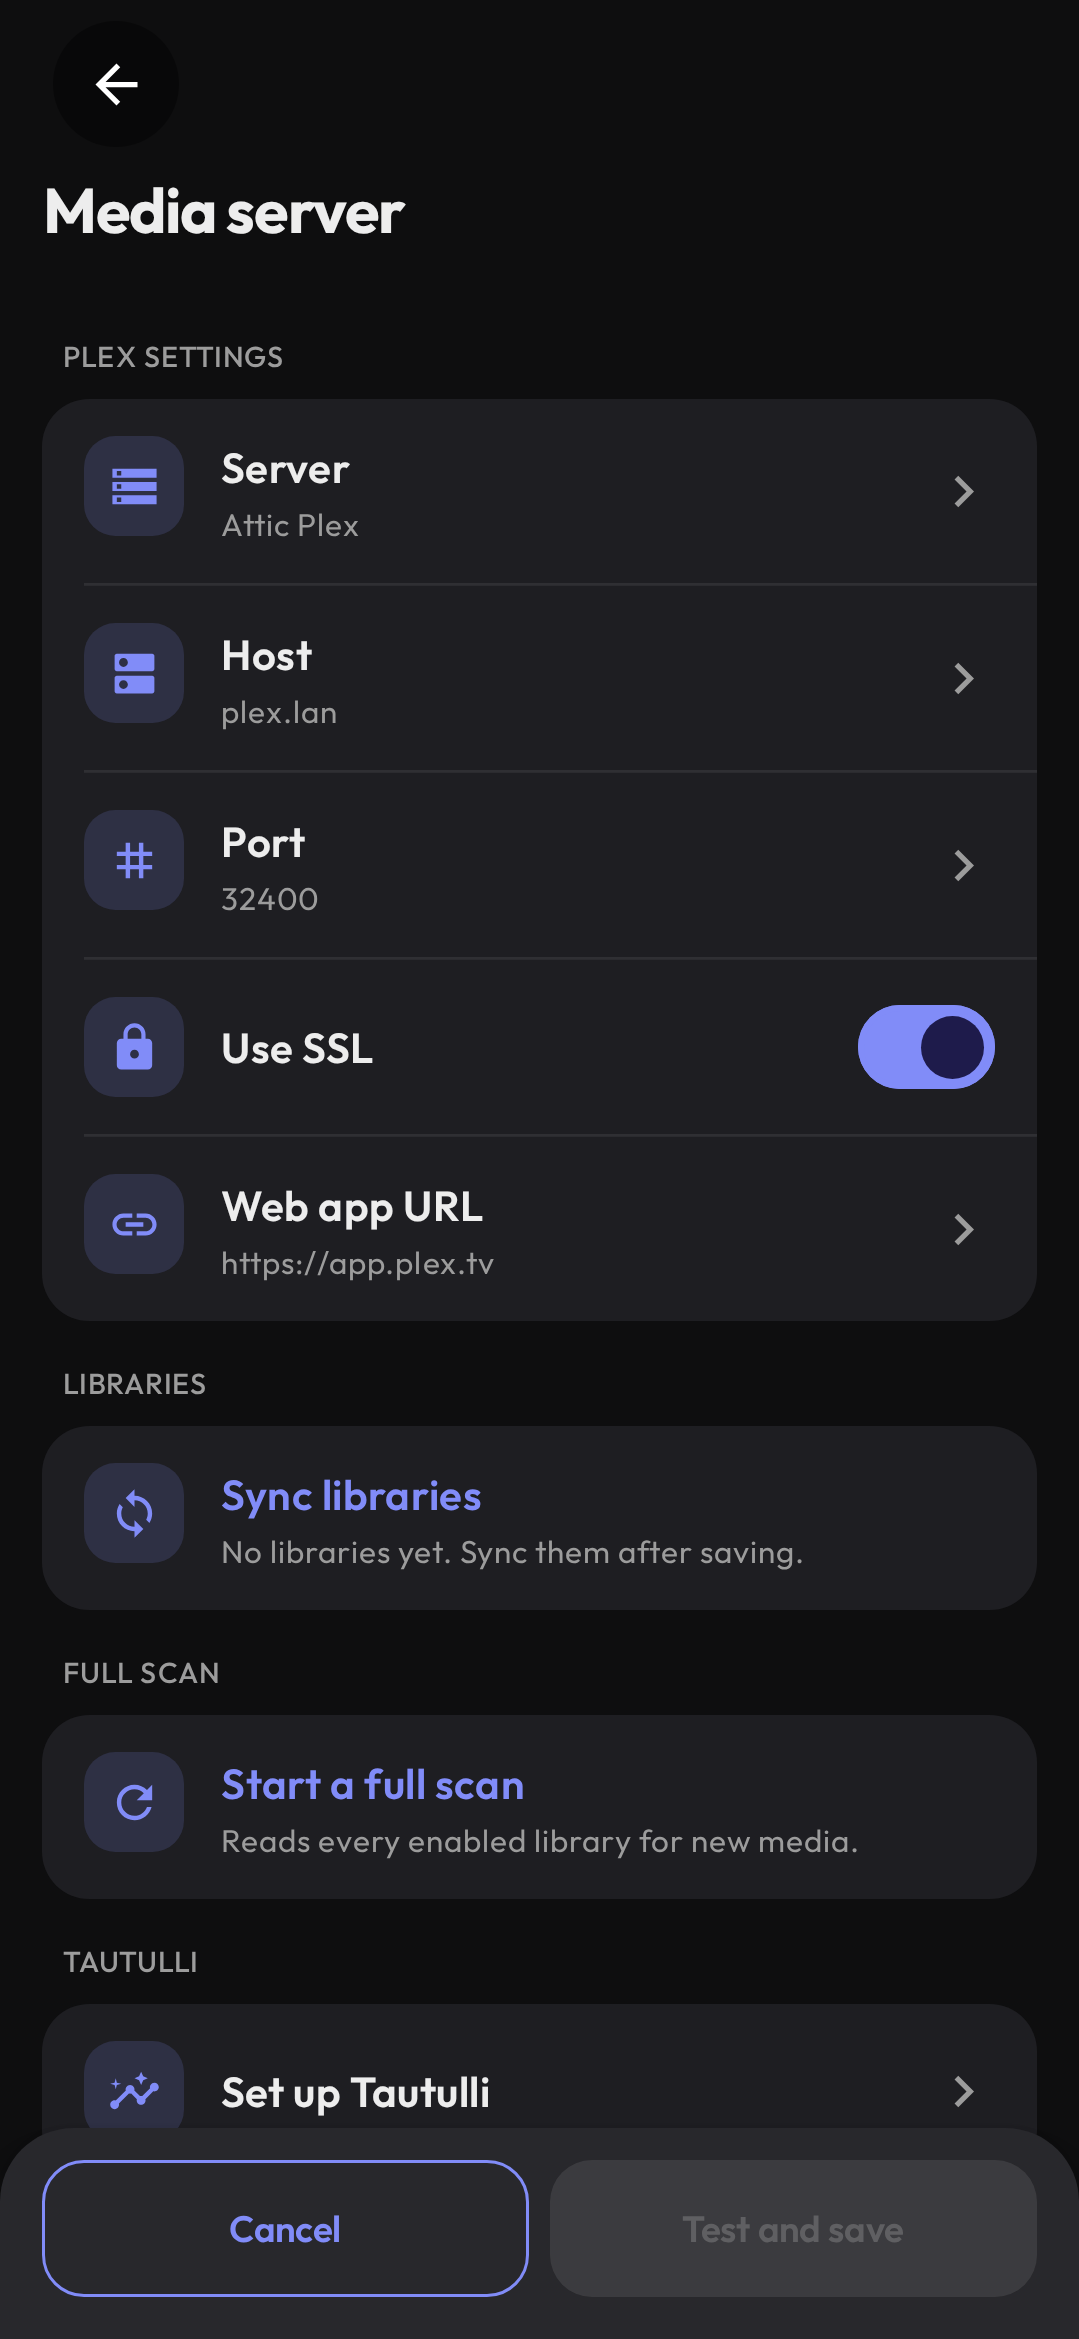 Media server
PLEX SETTINGS
Server
Attic Plex
Host
plex.lan
Port
32400
Use SSL
Web app URL
https://app.plex.tv
LIBRARIES
Sync libraries
No libraries yet. Sync them after saving.
FULL SCAN
Start a full scan
Reads every enabled library for new media.
TAUTULLI
Set up Tautulli
Cancel
Test and save